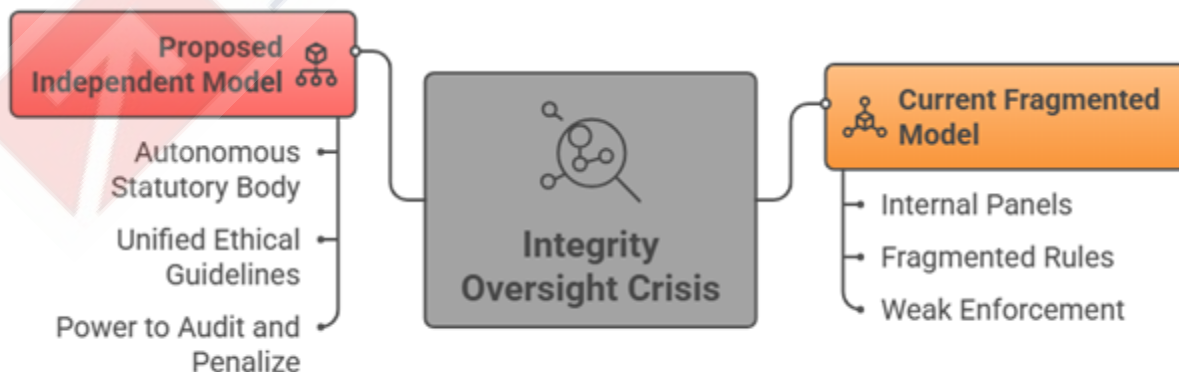 Proposed
Independent Model
Autonomous
Statutory Body
Unified Ethical
Guidelines
Power to Audit and
Penalize
Integrity
Oversight Crisis
Current Fragmented
Model
Internal Panels
Fragmented Rules
Weak Enforcement